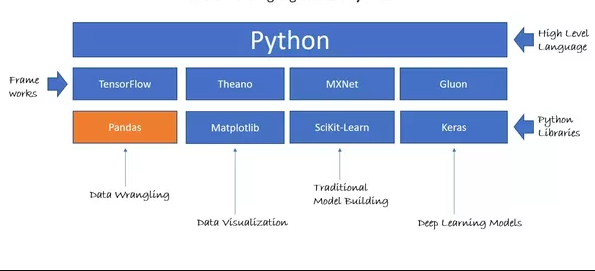 Python
High Level
Language
Frame
works
TensorFlow
Theano
MXNet
Gluon
Pandas
Matplotlib
SciKit-Learn
Keras
Python
Libraries
Data Wrangling
Data Visualization
Traditional
Model Building
Deep Learning Models